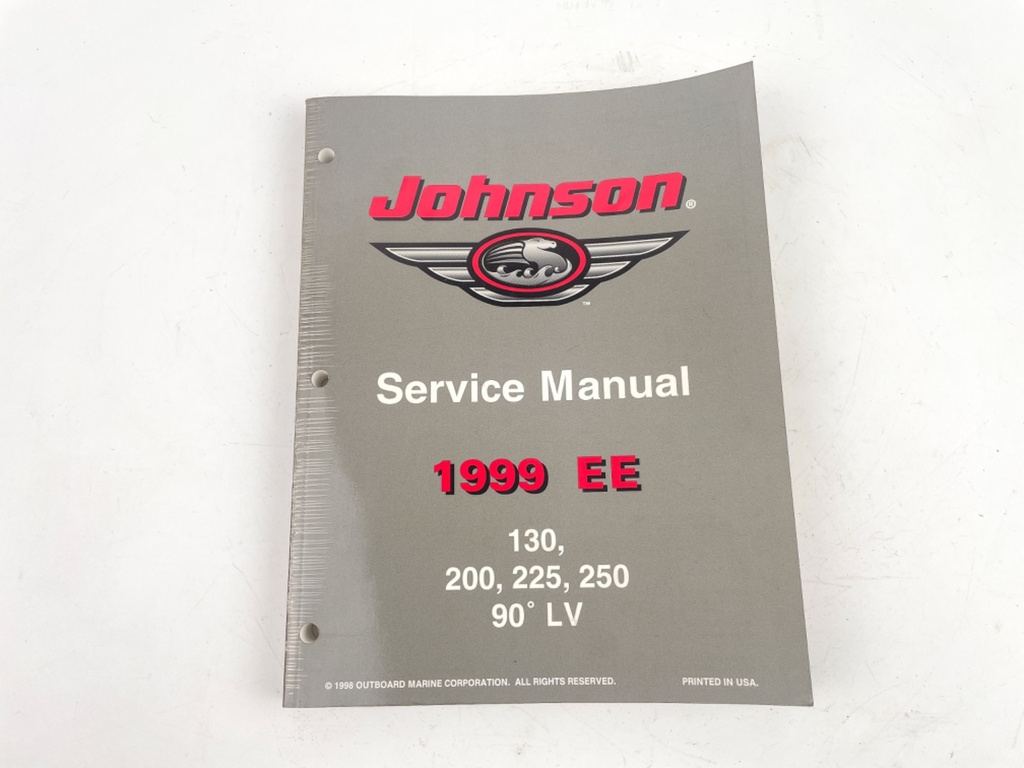 Johnson®
™
Service Manual
1999 EE
130,
200, 225, 250
90° LV
© 1998 OUTBOARD MARINE CORPORATION. ALL RIGHTS RESERVED. PRINTED IN USA.